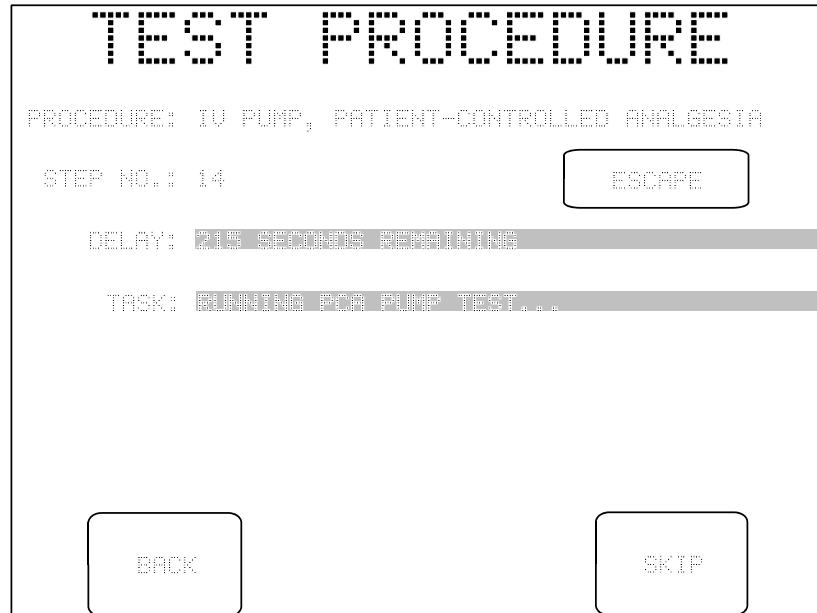 TEST PROCEDURE
PROCEDURE: IV PUMP, PATIENT-CONTROLLED ANALGESIA
STEP NO.: 14
ESCAPE
DELAY: 215 SECONDS REMAINING
TASK: RUNNING PCA PUMP TEST...
BACK
SKIP